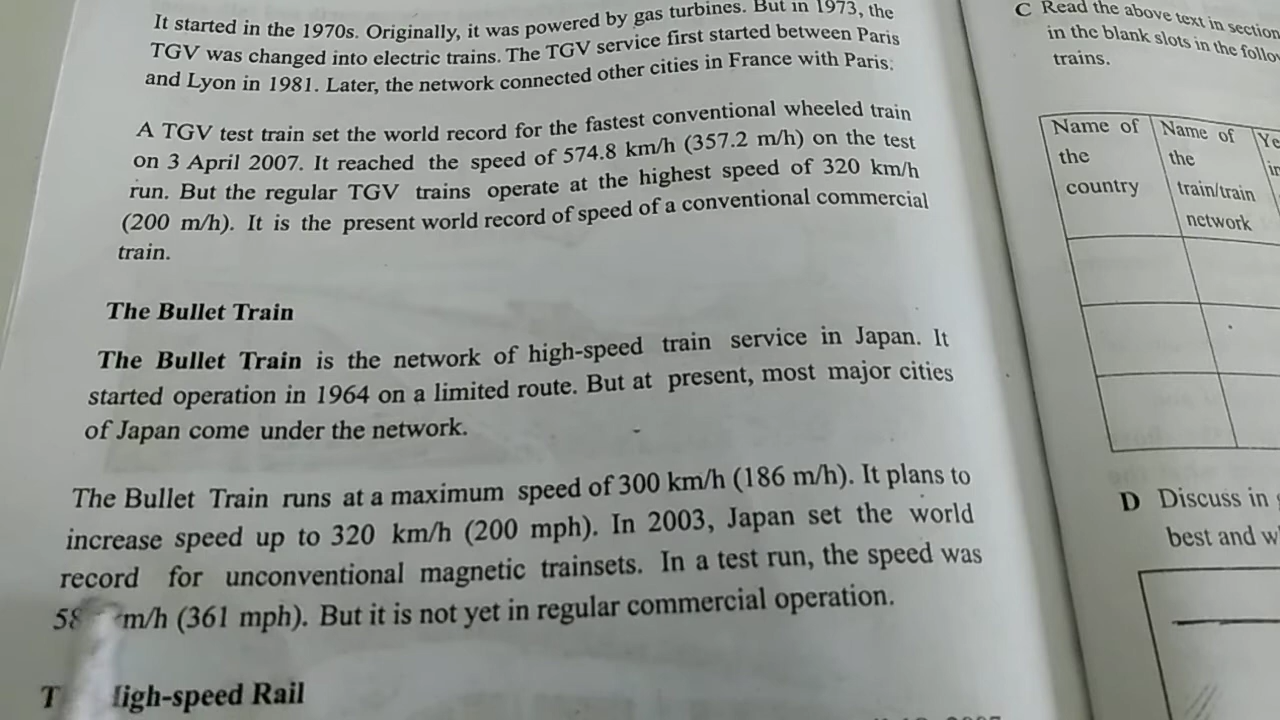 It started in the 1970s. Originally, it was powered by gas turbines. But in 1973, the
TGV was changed into electric trains. The TGV service first started between Paris
and Lyon in 1981. Later, the network connected other cities in France with Paris.
A TGV test train set the world record for the fastest conventional wheeled train
on 3 April 2007. It reached the speed of 574.8 km/h (357.2 m/h) on the test
run. But the regular TGV trains operate at the highest speed of 320 km/h
(200 m/h). It is the present world record of speed of a conventional commercial
train.
The Bullet Train
The Bullet Train is the network of high-speed train service in Japan. It
started operation in 1964 on a limited route. But at present, most major cities
of Japan come under the network.
The Bullet Train runs at a maximum speed of 300 km/h (186 m/h). It plans to
increase speed up to 320 km/h (200 mph). In 2003, Japan set the world
record for unconventional magnetic trainsets. In a test run, the speed was
m/h (361 mph). But it is not yet in regular commercial operation.
High-speed Rail
C Read the above text in section
in the blank slots in the
trains.
Name of the country
Name of the train/train network
D Discuss in
best and